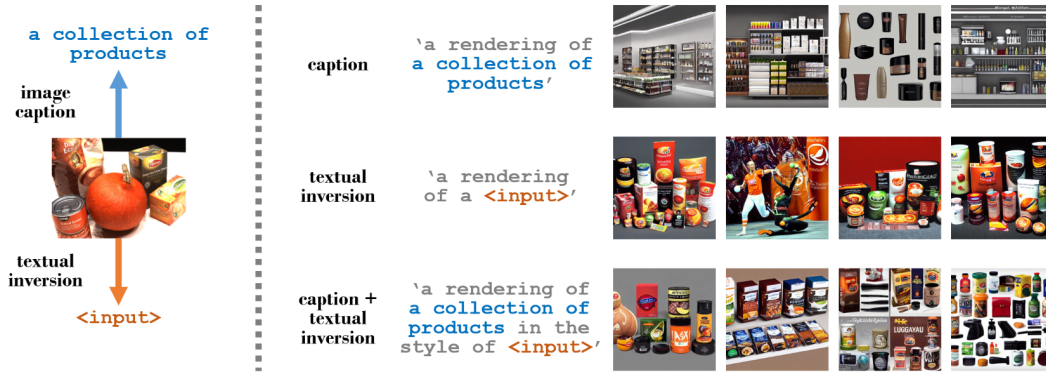 a collection of
products
image
caption
textual
inversion
<input>
caption
'a rendering of
a collection of
products'
textual
inversion
'a rendering
of a <input>'
caption +
textual
inversion
'a rendering of
a collection of
products in the
style of <input>'
LUGGAYAU